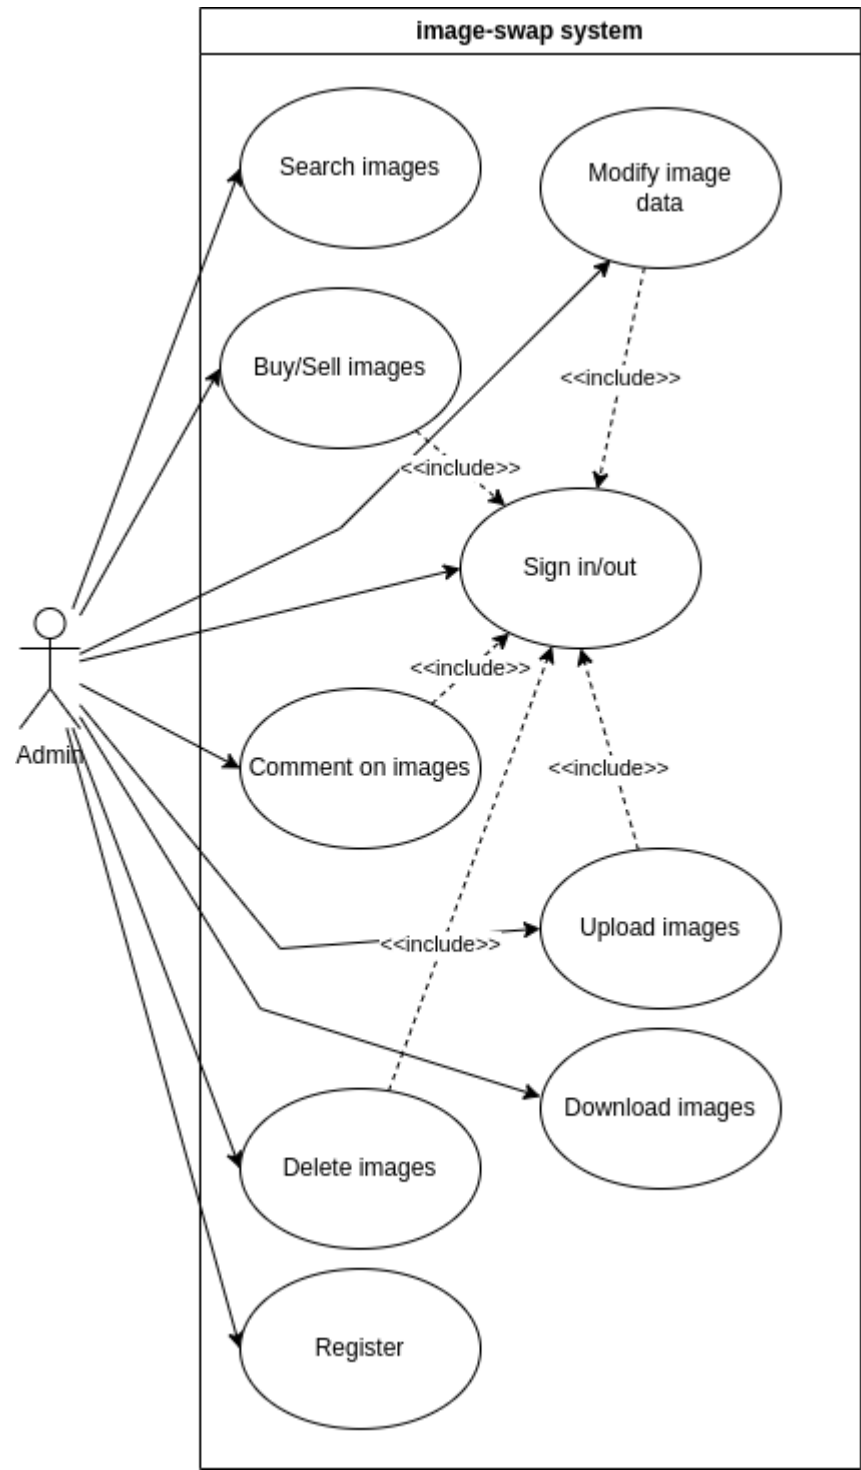 image-swap system
Search images
Modify image
data
Buy/Sell images
<<include>>
<<include>>
Sign in/out
<<include>>
Admin
Comment on images
<<include>>
Upload images
<<include>>
Download images
Delete images
Register